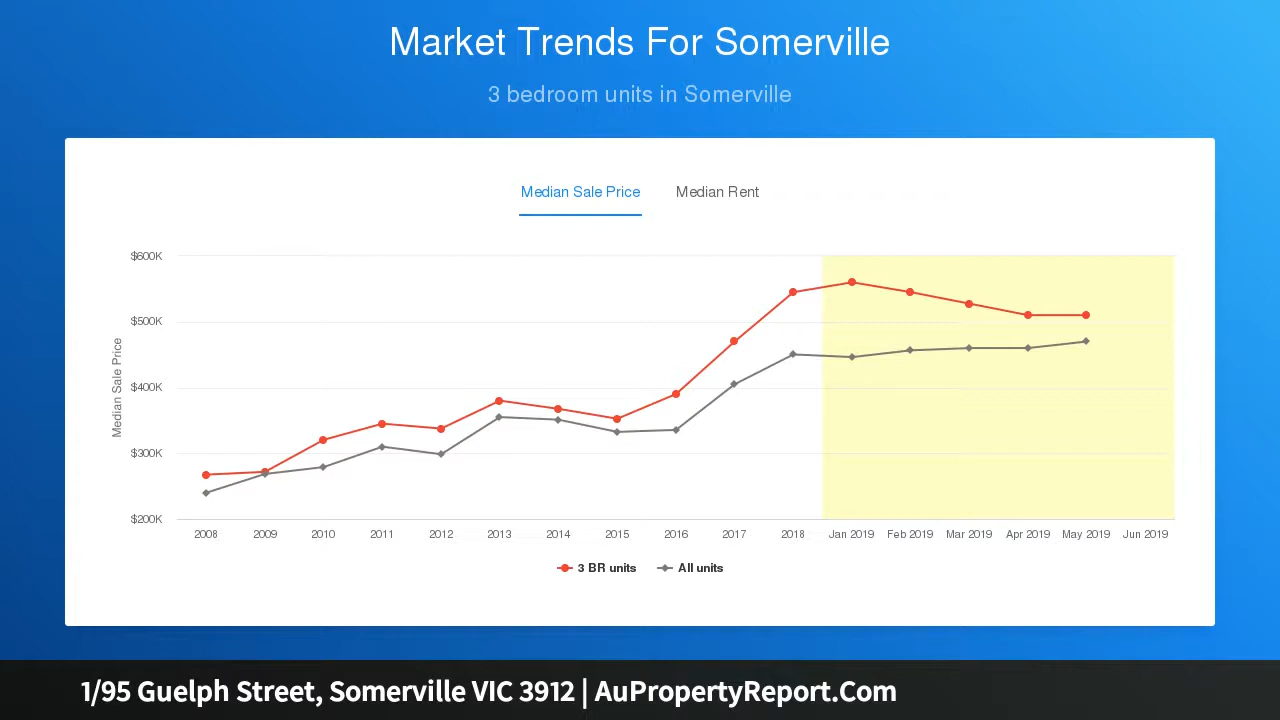 Market Trends For Somerville
3 bedroom units in Somerville
Median Sale Price Median Rent
Median Sale Price
$600K
$500K
$400K
$300K
$200K
2008 2009 2010 2011 2012 2013 2014 2015 2016 2017 2018 Jan 2019 Feb 2019 Mar 2019 Apr 2019 May 2019 Jun 2019
3 BR units All units
1/95 Guelph Street, Somerville VIC 3912 | AuPropertyReport.Com